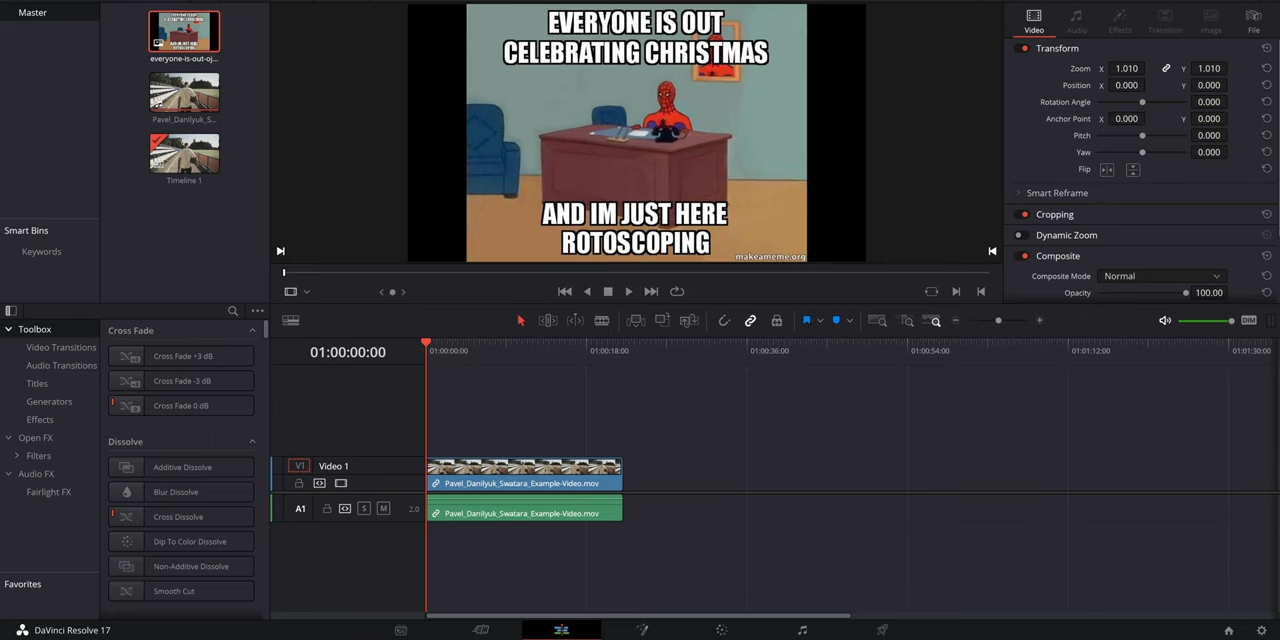 Master
everyone-is-out-oj...
Pavel_Danilyuk_S...
Timeline 1
Smart Bins
Keywords
EVERYONE IS OUT
CELEBRATING CHRISTMAS
AND IM JUST HERE
ROTOSCOPING
makeameme.org
Video
Audio
Effects
Transition
Image
File
Transform
Zoom X 1.010 Y 1.010
Position X 0.000 Y 0.000
Rotation Angle 0.000
Anchor Point X 0.000 Y 0.000
Pitch 0.000
Yaw 0.000
Flip
Smart Reframe
Cropping
Dynamic Zoom
Composite
Composite Mode Normal
Opacity 100.00
Toolbox
Video Transitions
Audio Transitions
Titles
Generators
Effects
Open FX
Filters
Audio FX
Fairlight FX
Favorites
Cross Fade
Cross Fade +3 dB
Cross Fade -3 dB
Cross Fade 0 dB
Dissolve
Additive Dissolve
Blur Dissolve
Cross Dissolve
Dip To Color Dissolve
Non-Additive Dissolve
Smooth Cut
DIM
01:00:00:00
01:00:00:00 01:00:18:00 01:00:36:00 01:00:54:00 01:01:12:00 01:01:30:00
V1 Video 1
Pavel_Danilyuk_Swatara_Example-Video.mov
A1 S M 2.0
Pavel_Danilyuk_Swatara_Example-Video.mov
DaVinci Resolve 17